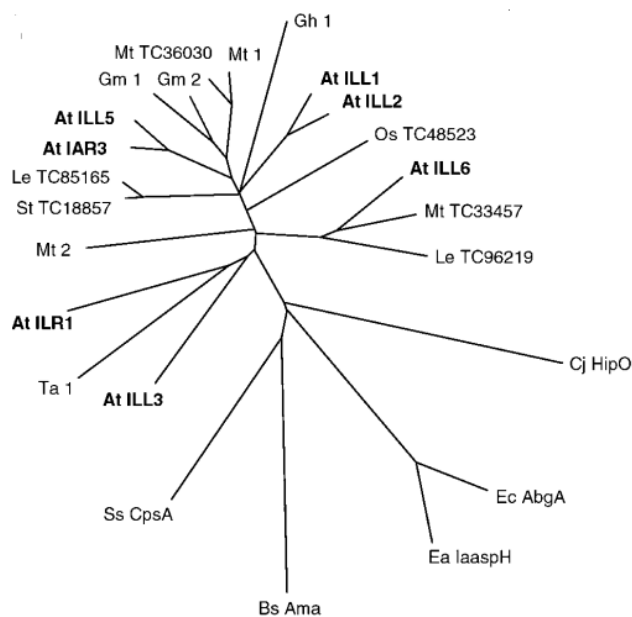 Gh 1
Mt TC36030
Mt 1
Gm 1
Gm 2
At ILL1
At ILL2
At ILL5
Os TC48523
At IAR3
At ILL6
Le TC85165
St TC18857
Mt TC33457
Mt 2
Le TC96219
At ILR1
Cj HipO
Ta 1
At ILL3
Ec AbgA
Ss CpsA
Ea IaaspH
Bs Ama